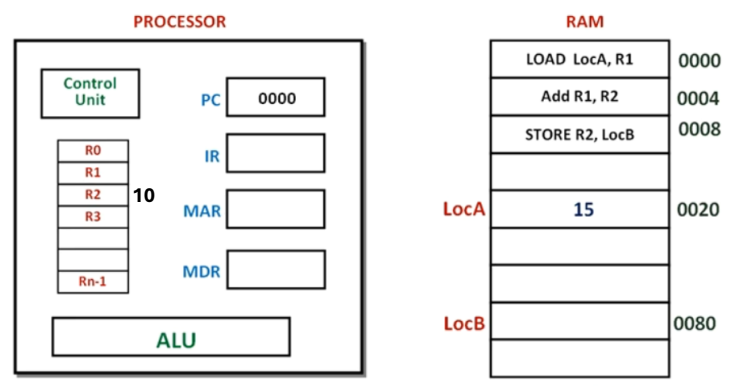 PROCESSOR
Control
Unit
PC
0000
IR
MAR
MDR
R0
R1
R2
10
R3
Rn-1
ALU
RAM
LOAD LocA, R1
0000
Add R1, R2
0004
STORE R2, LocB
0008
LocA
15
0020
LocB
0080